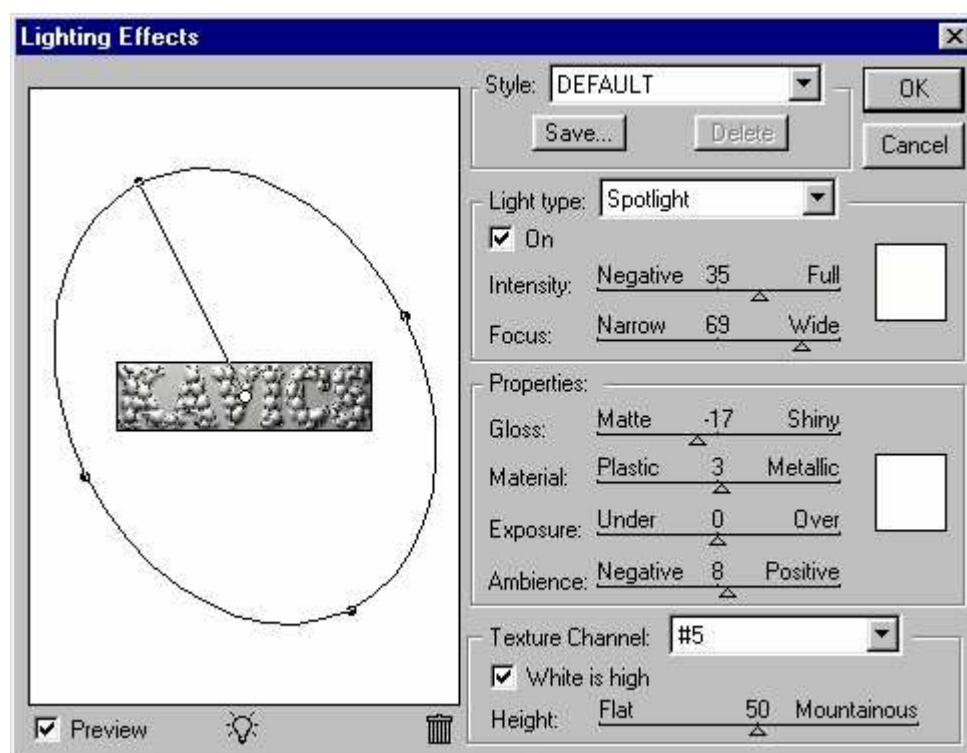 Lighting Effects
Style: DEFAULT
OK
Save... Delete
Cancel
Light type: Spotlight
On
Intensity: Negative 35 Full
Focus: Narrow 69 Wide
Properties:
Gloss: Matte -17 Shiny
Material: Plastic 3 Metallic
Exposure: Under 0 Over
Ambience: Negative 8 Positive
Texture Channel: #5
White is high
Height: Flat 50 Mountainous
Preview
KAVICS